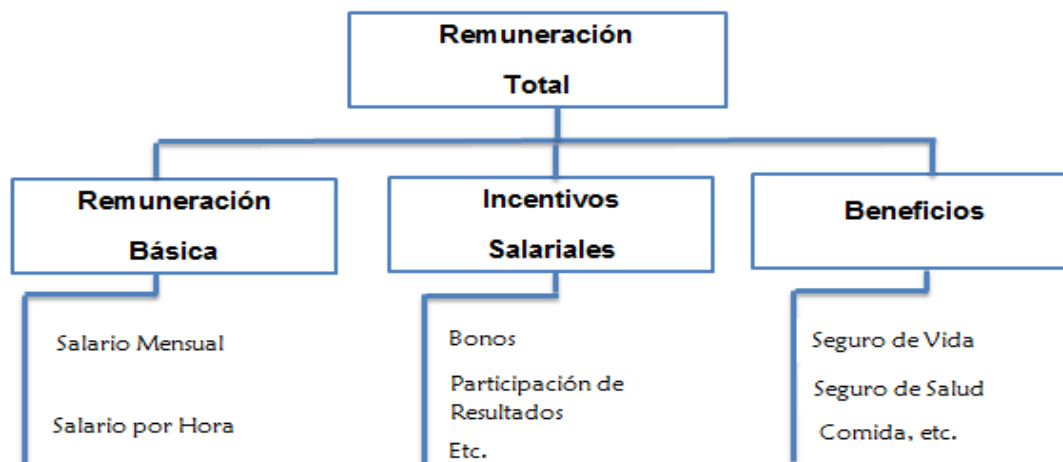 Remuneración
Total
Remuneración
Básica
Salario Mensual
Salario por Hora
Incentivos
Salariales
Bonos
Participación de
Resultados
Etc.
Beneficios
Seguro de Vida
Seguro de Salud
Comida, etc.